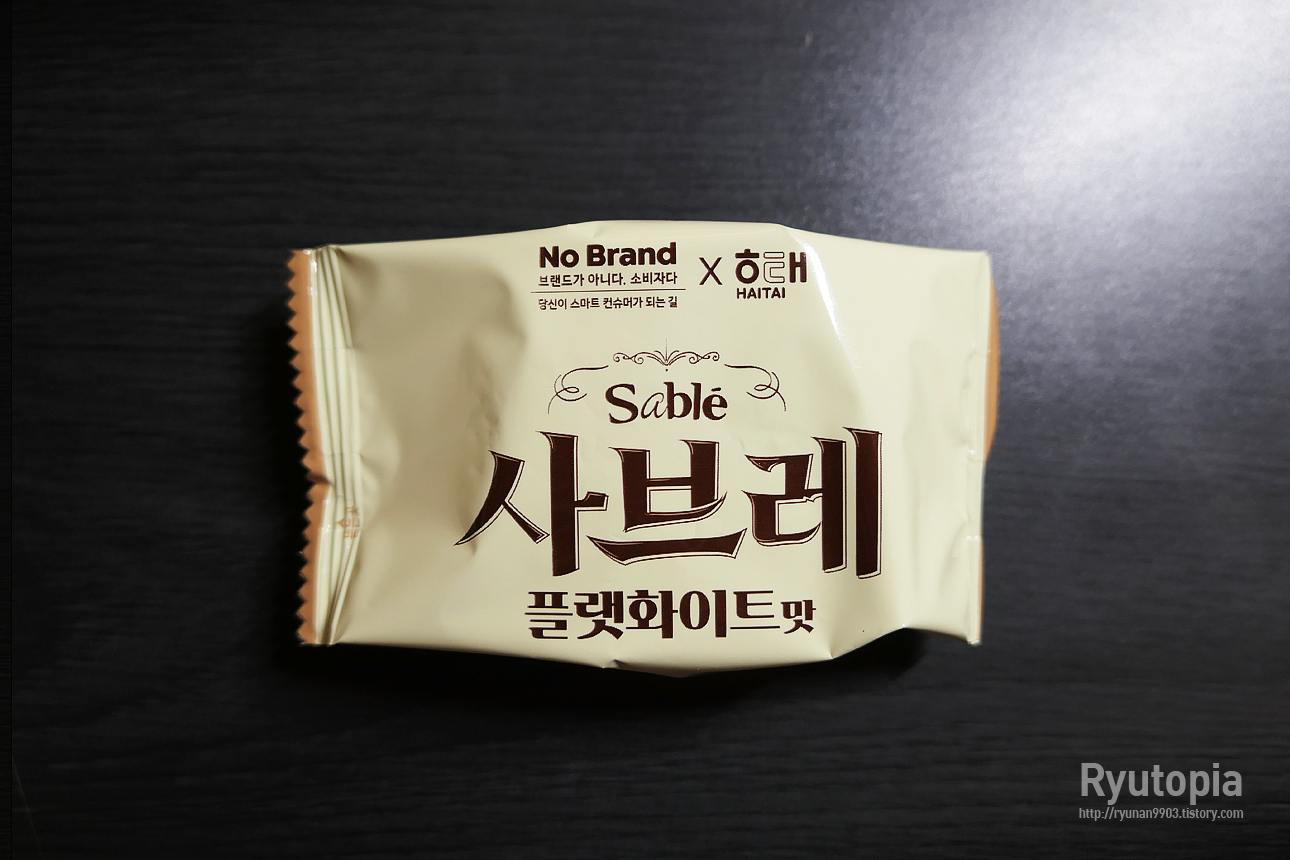 No Brand
브랜드가 아니다. 소비자다
당신이 스마트 컨슈머가 되는 길
X
해태
HAITAI
Sablé
사브레
플랫화이트맛
Ryutopia
http://ryunan9903.tistory.com